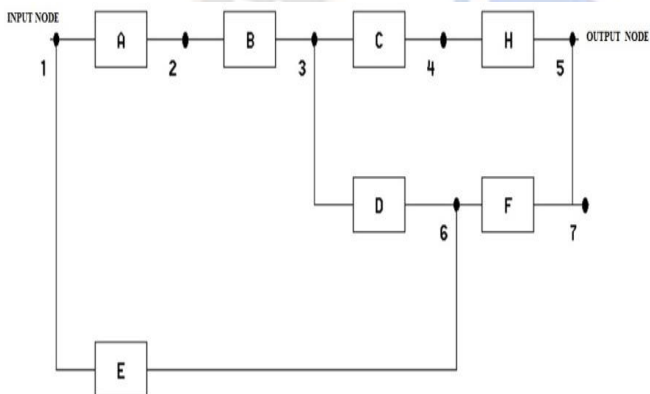 INPUT NODE
A B C H OUTPUT NODE
1 2 3 4 5
D F
6 7
E